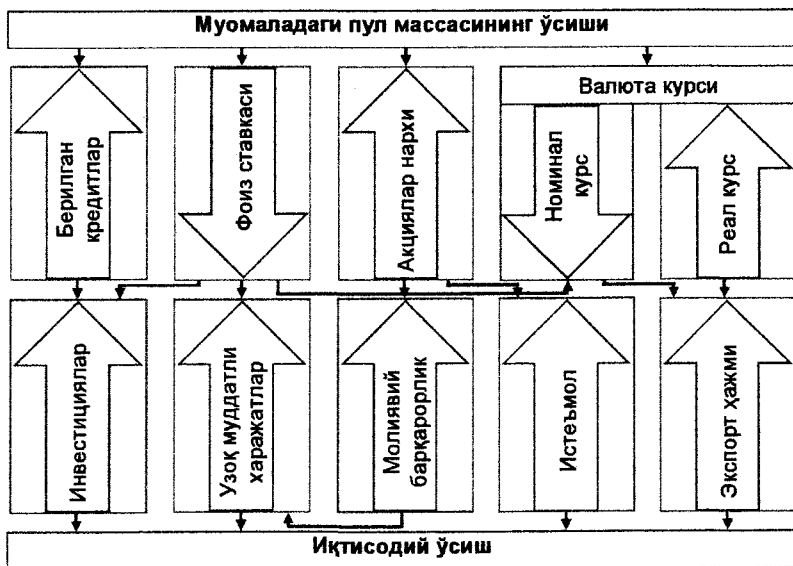 Муомаладаги пул массасининг ўсиши
Берилган
кредитлар
Фоиз ставкаси
Акциялар нархи
Валюта курси
Номинал
курс
Реал курс
Инвестициялар
Узоқ муддатли
харажатлар
Молиявий
барқарорлик
Истеъмол
Экспорт ҳажми
Иқтисодий ўсиш